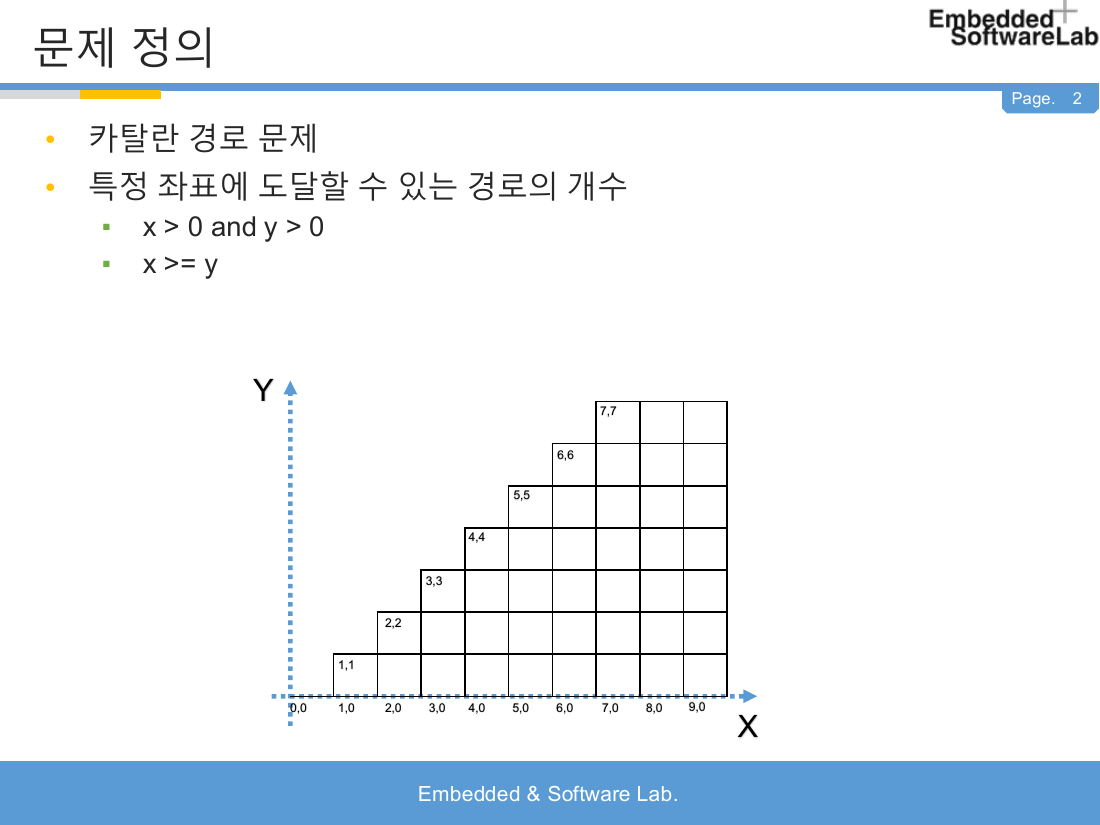 문제 정의
Embedded
SoftwareLab
Page. 2
• 카탈란 경로 문제
• 특정 좌표에 도달할 수 있는 경로의 개수
▪ x > 0 and y > 0
▪ x >= y
Y
7,7
6,6
5,5
4,4
3,3
2,2
1,1
0,0 1,0 2,0 3,0 4,0 5,0 6,0 7,0 8,0 9,0
X
Embedded & Software Lab.